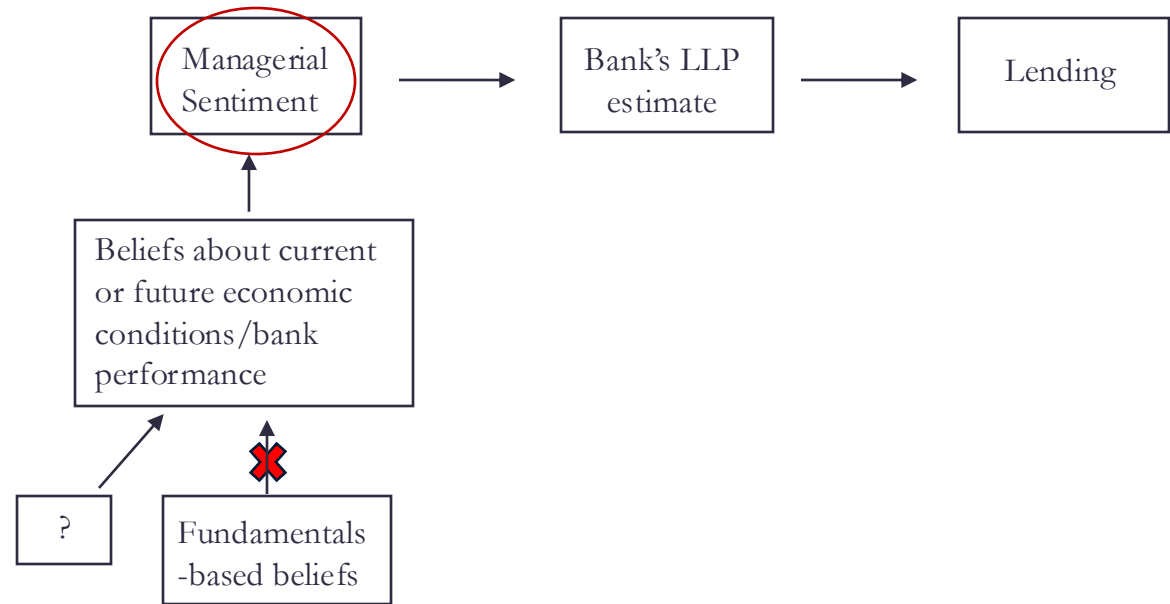 Managerial
Sentiment
Bank's LLP
estimate
Lending
Beliefs about current
or future economic
conditions/bank
performance
?
Fundamentals
-based beliefs